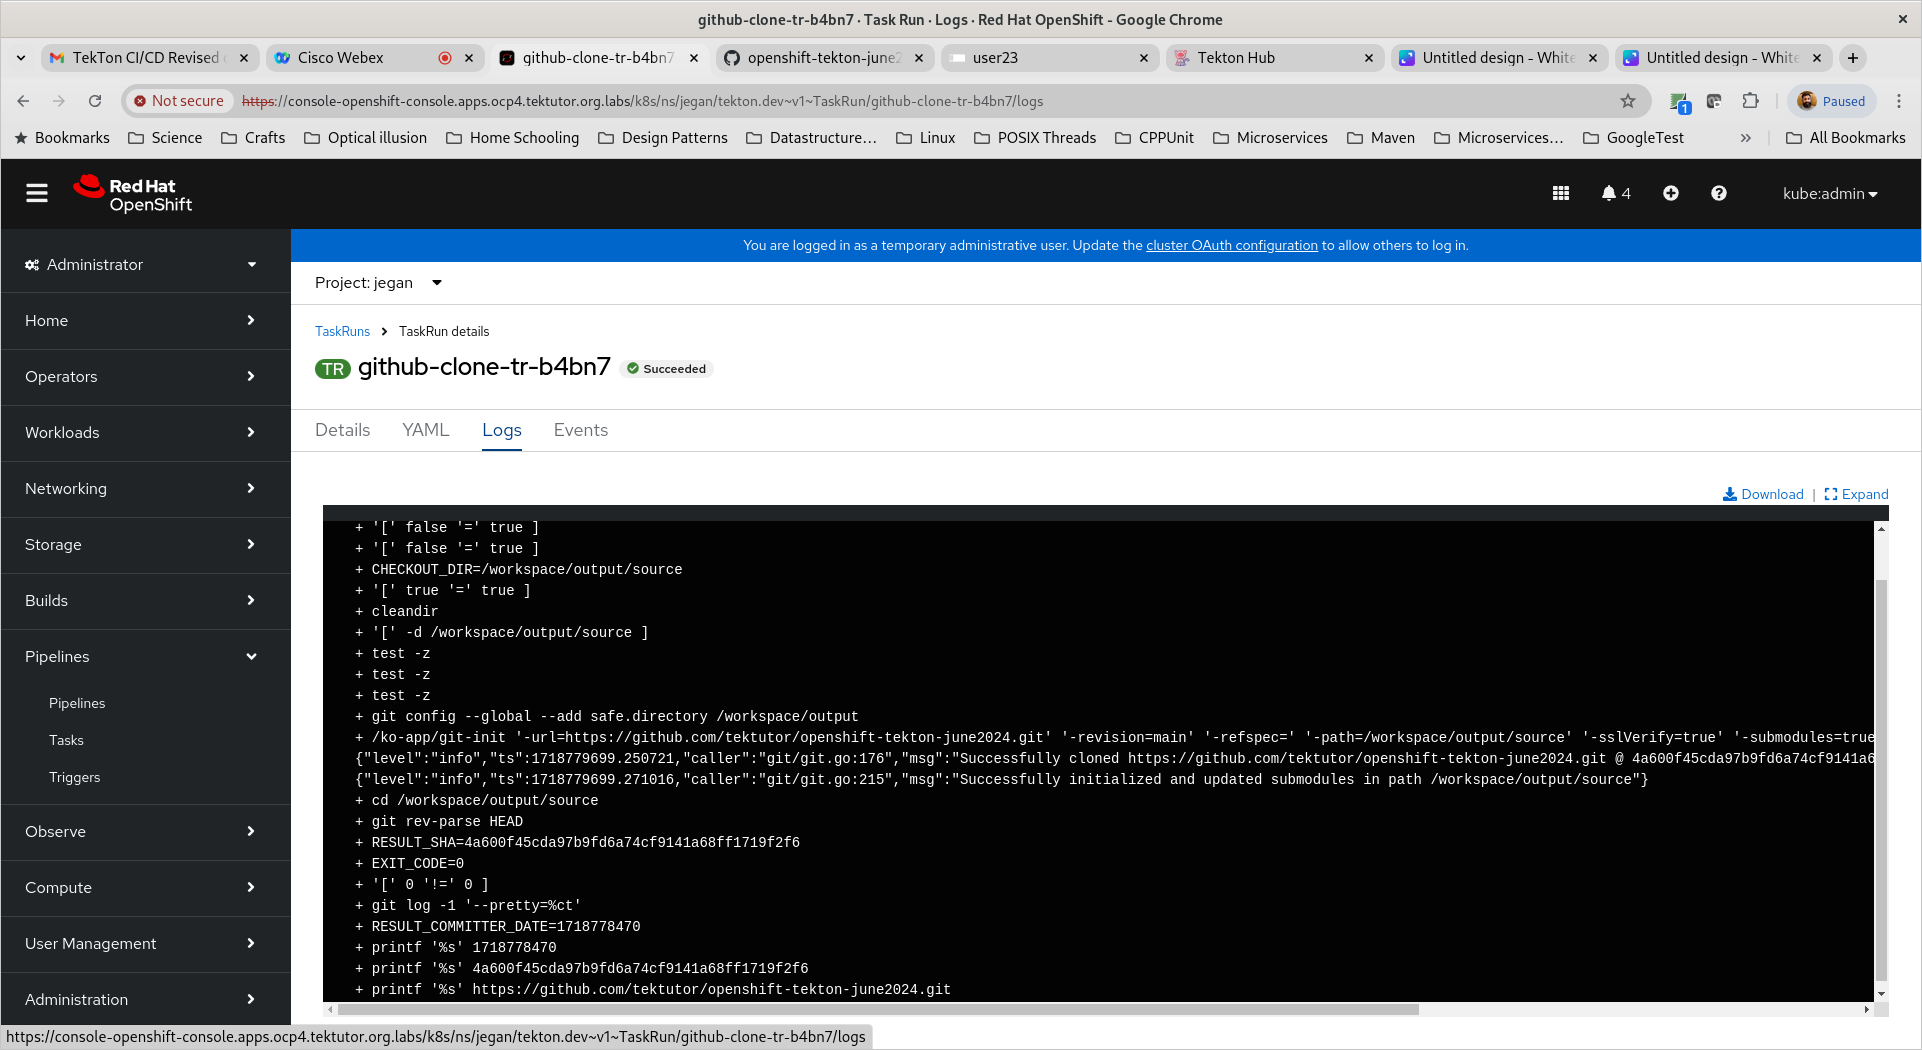 github-clone-tr-b4bn7 · Task Run · Logs · Red Hat OpenShift - Google Chrome
TekTon CI/CD Revised
Cisco Webex
github-clone-tr-b4bn7
openshift-tekton-june2
user23
Tekton Hub
Untitled design - White
Untitled design - White
Not secure
https://console-openshift-console.apps.ocp4.tektutor.org.labs/k8s/ns/jegan/tekton.dev~v1~TaskRun/github-clone-tr-b4bn7/logs
1
Paused
Bookmarks
Science
Crafts
Optical illusion
Home Schooling
Design Patterns
Datastructure…
Linux
POSIX Threads
CPPUnit
Microservices
Maven
Microservices…
GoogleTest
»
All Bookmarks
Red Hat
OpenShift
4
kube:admin
You are logged in as a temporary administrative user. Update the cluster OAuth configuration to allow others to log in.
Administrator
Home
Operators
Workloads
Networking
Storage
Builds
Pipelines
Pipelines
Tasks
Triggers
Observe
Compute
User Management
Administration
Project: jegan
TaskRuns
TaskRun details
TR github-clone-tr-b4bn7 Succeeded
Details YAML Logs Events
Download | Expand
+ '[' false '=' true ]
+ '[' false '=' true ]
+ CHECKOUT_DIR=/workspace/output/source
+ '[' true '=' true ]
+ cleandir
+ '[' -d /workspace/output/source ]
+ test -z
+ test -z
+ test -z
+ git config --global --add safe.directory /workspace/output
+ /ko-app/git-init '-url=https://github.com/tektutor/openshift-tekton-june2024.git' '-revision=main' '-refspec=' '-path=/workspace/output/source' '-sslVerify=true' '-submodules=true
{"level":"info","ts":1718779699.250721,"caller":"git/git.go:176","msg":"Successfully cloned https://github.com/tektutor/openshift-tekton-june2024.git @ 4a600f45cda97b9fd6a74cf9141a6
{"level":"info","ts":1718779699.271016,"caller":"git/git.go:215","msg":"Successfully initialized and updated submodules in path /workspace/output/source"}
+ cd /workspace/output/source
+ git rev-parse HEAD
+ RESULT_SHA=4a600f45cda97b9fd6a74cf9141a68ff1719f2f6
+ EXIT_CODE=0
+ '[' 0 '!=' 0 ]
+ git log -1 '--pretty=%ct'
+ RESULT_COMMITTER_DATE=1718778470
+ printf '%s' 1718778470
+ printf '%s' 4a600f45cda97b9fd6a74cf9141a68ff1719f2f6
+ printf '%s' https://github.com/tektutor/openshift-tekton-june2024.git
https://console-openshift-console.apps.ocp4.tektutor.org.labs/k8s/ns/jegan/tekton.dev~v1~TaskRun/github-clone-tr-b4bn7/logs